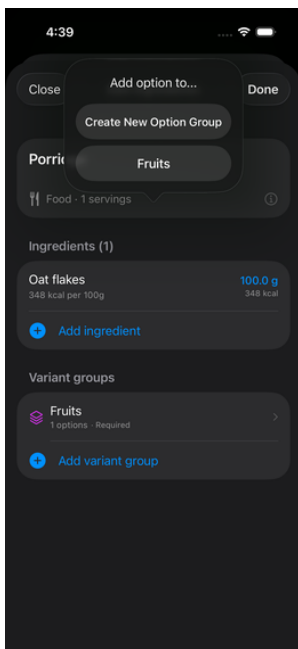 4:39
Close
Add option to...
Done
Create New Option Group
Fruits
Porri
Food · 1 servings
Ingredients (1)
Oat flakes
100.0 g
348 kcal per 100g
348 kcal
Add ingredient
Variant groups
Fruits
1 options · Required
Add variant group